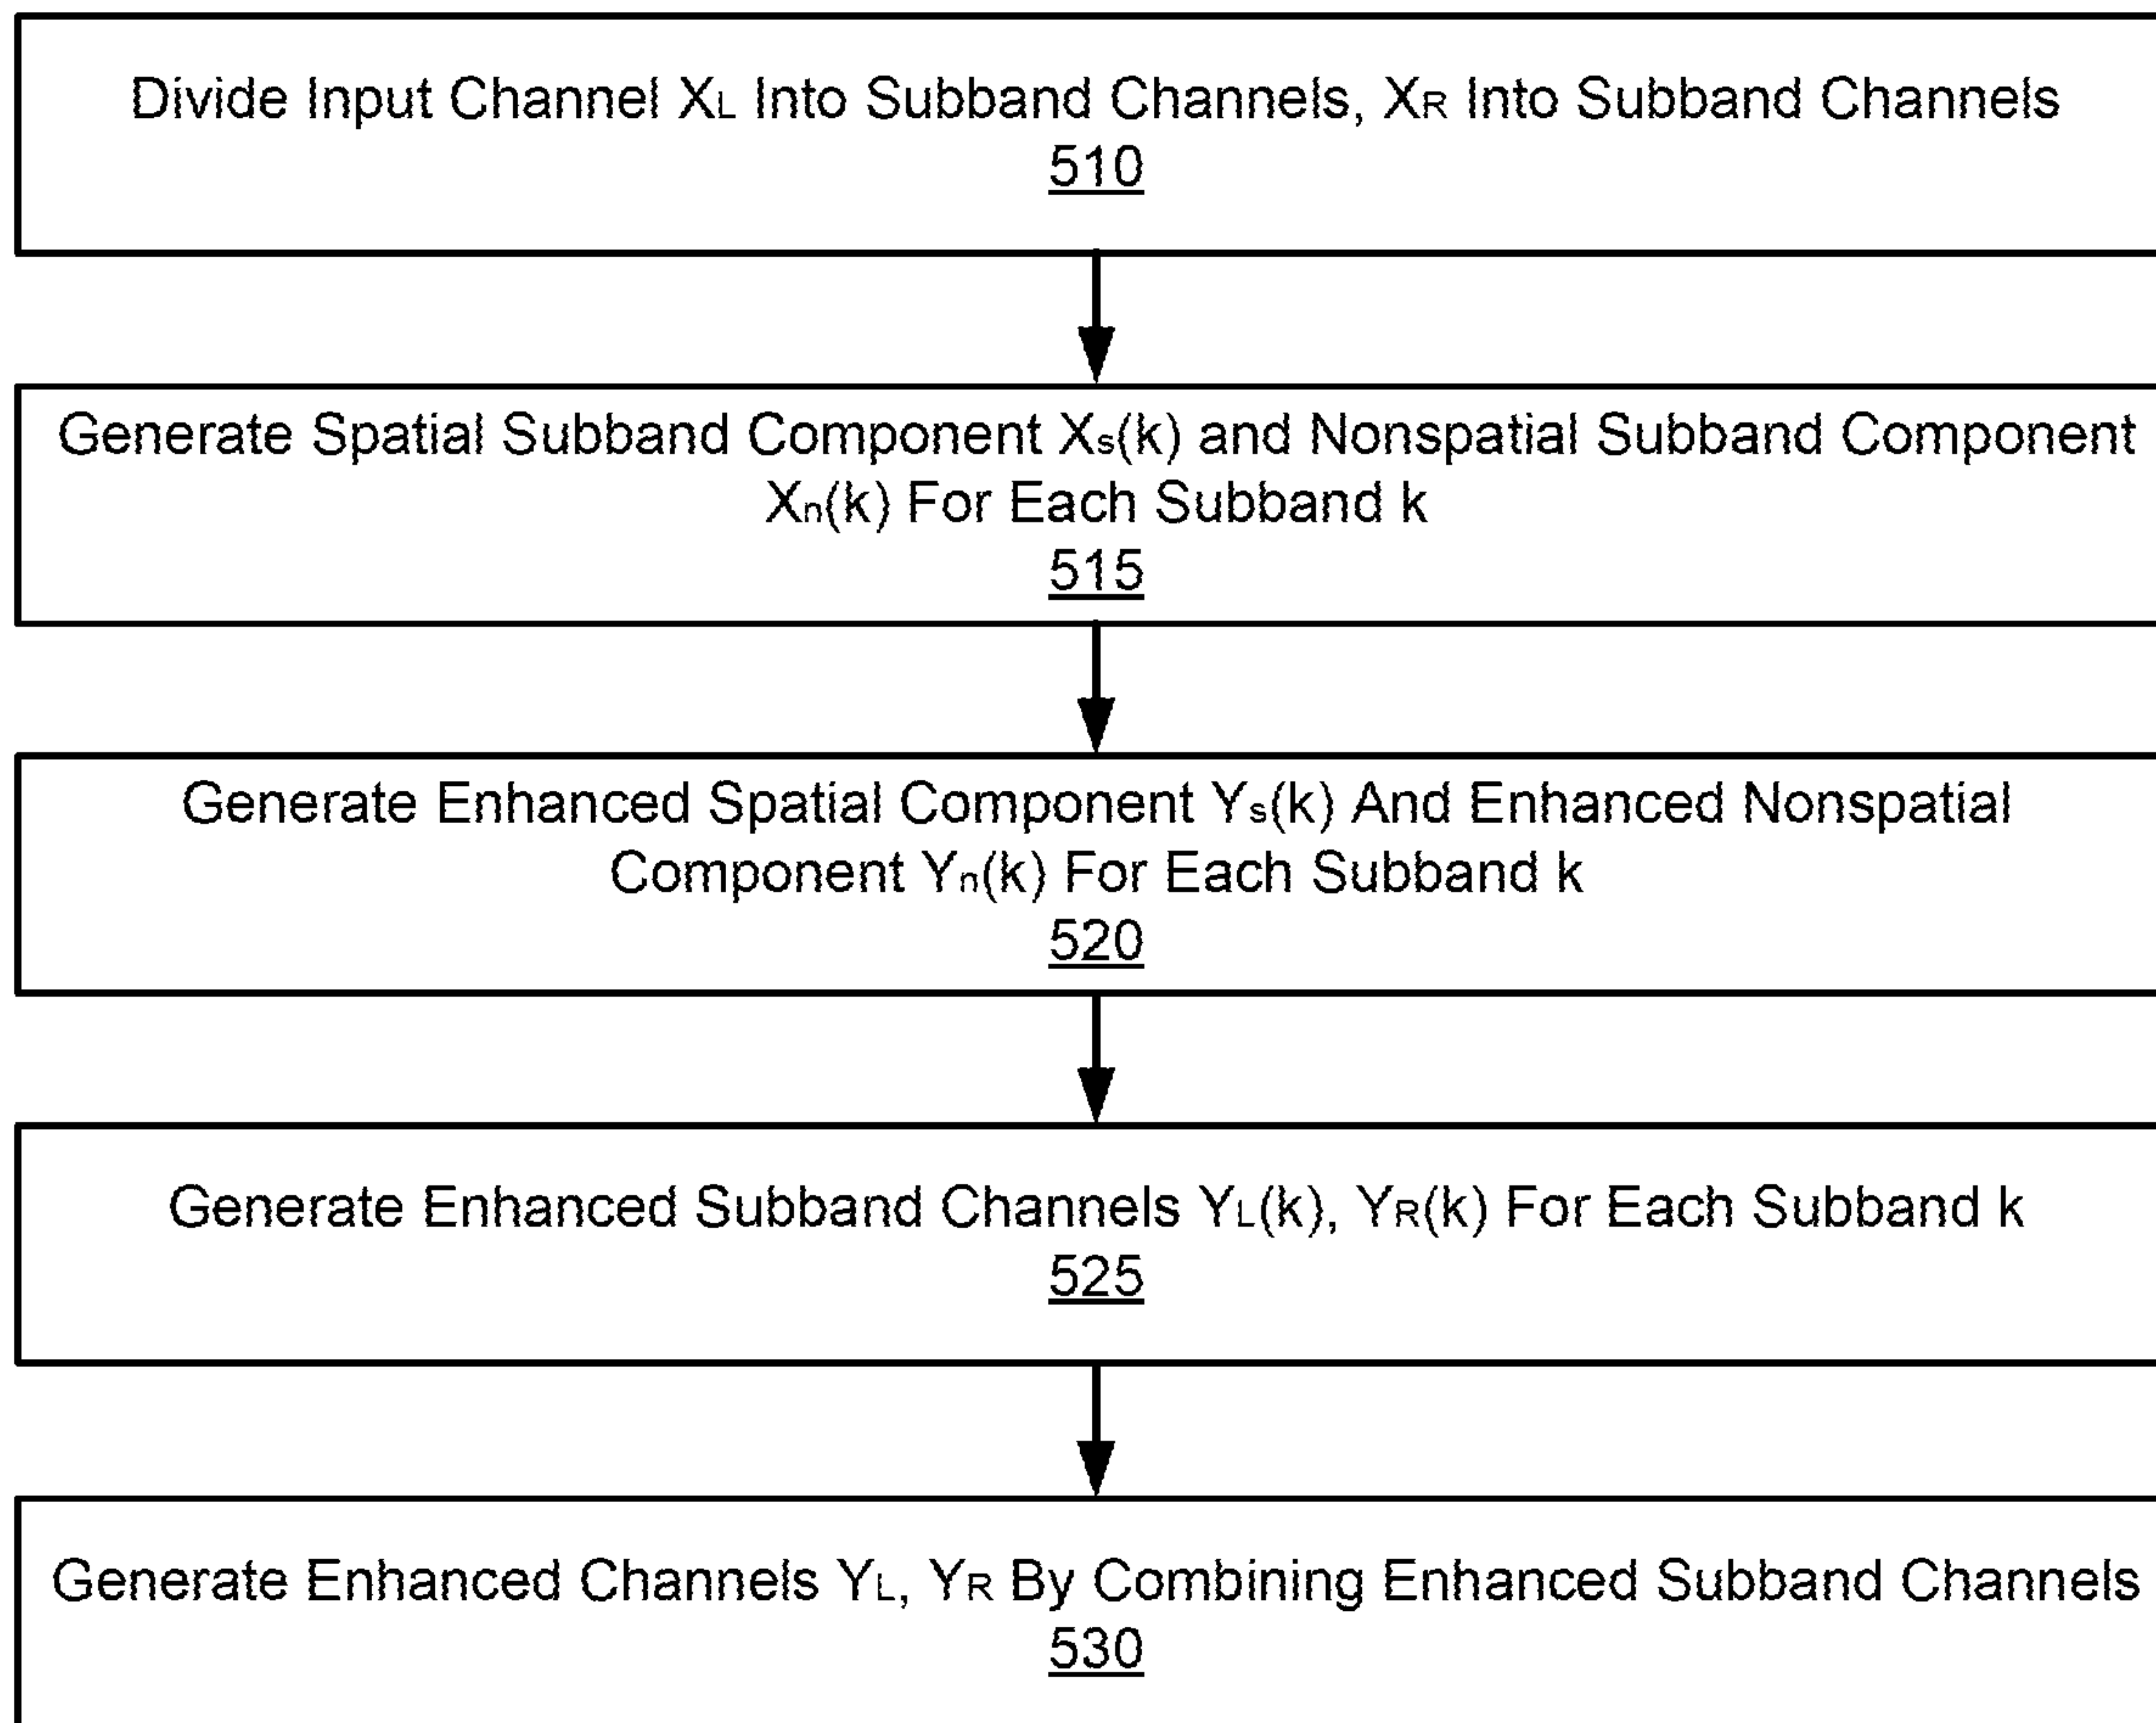 Divide Input Channel XL Into Subband Channels, XR Into Subband Channels
510
Generate Spatial Subband Component Xs(k) and Nonspatial Subband Component
Xn(k) For Each Subband k
515
Generate Enhanced Spatial Component Ys(k) And Enhanced Nonspatial
Component Yn(k) For Each Subband k
520
Generate Enhanced Subband Channels YL(k), YR(k) For Each Subband k
525
Generate Enhanced Channels YL, YR By Combining Enhanced Subband Channels
530